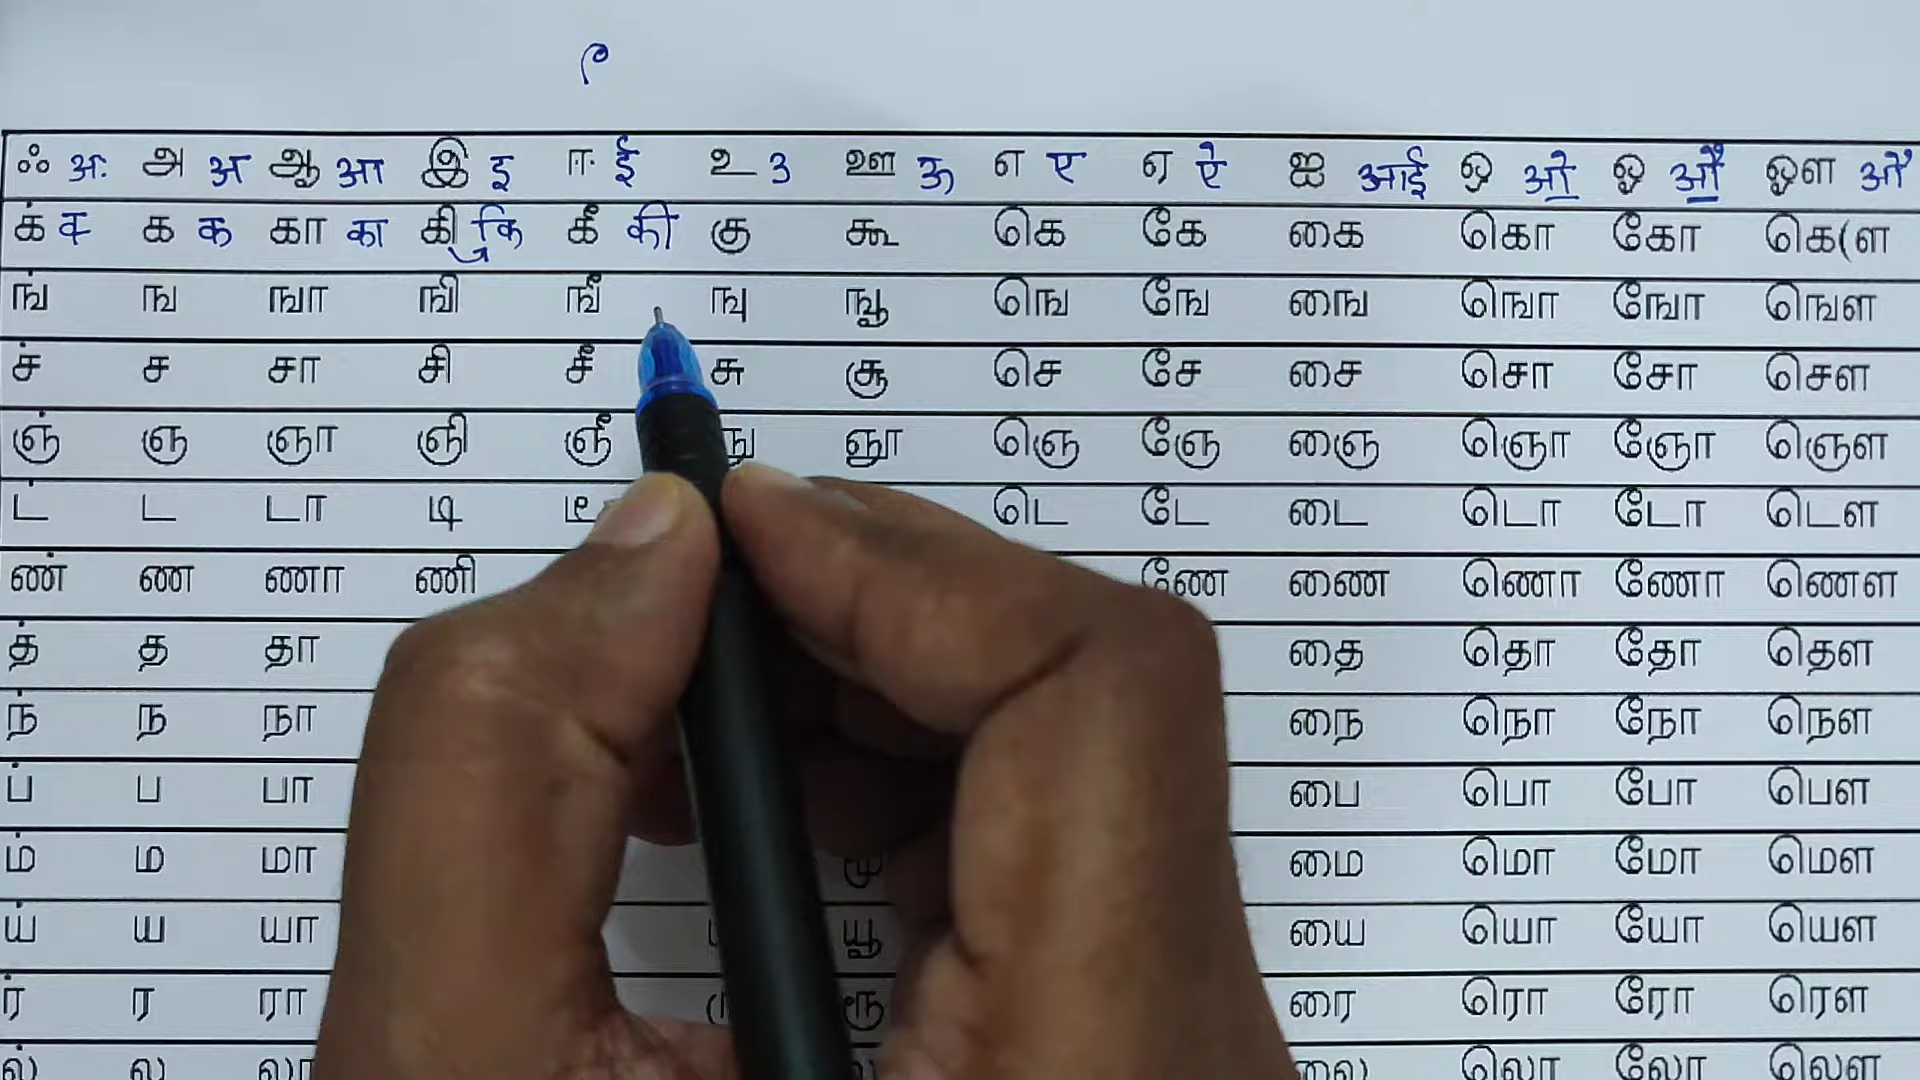 ஃ अः அ अ ஆ आ இ इ ஈ ई உ उ ஊ ऊ எ ए ஏ ऐ ஐ आई ஒ ओ ஓ औ ஔ औ
க் क க क கா का கி कि கீ की கு கூ கெ கே கை கொ கோ கௌ
ங் ங ஙா ஙி ஙீ ஙு ஙூ ஙெ ஙே ஙை ஙொ ஙோ ஙௌ
ச் ச சா சி சீ சு சூ செ சே சை சொ சோ சௌ
ஞ் ஞ ஞா ஞி ஞீ ஞு ஞூ ஞெ ஞே ஞை ஞொ ஞோ ஞௌ
ட் ட டா டி டீ டெ டே டை டொ டோ டௌ
ண் ண ணா ணி ணே ணை ணொ ணோ ணௌ
த் த தா தை தொ தோ தௌ
ந் ந நா நை நொ நோ நௌ
ப் ப பா பை பொ போ பௌ
ம் ம மா மூ மை மொ மோ மௌ
ய் ய யா யூ யை யொ யோ யௌ
ர் ர ரா ரூ ரை ரொ ரோ ரௌ
ல் ல லா லை லொ லோ லௌ